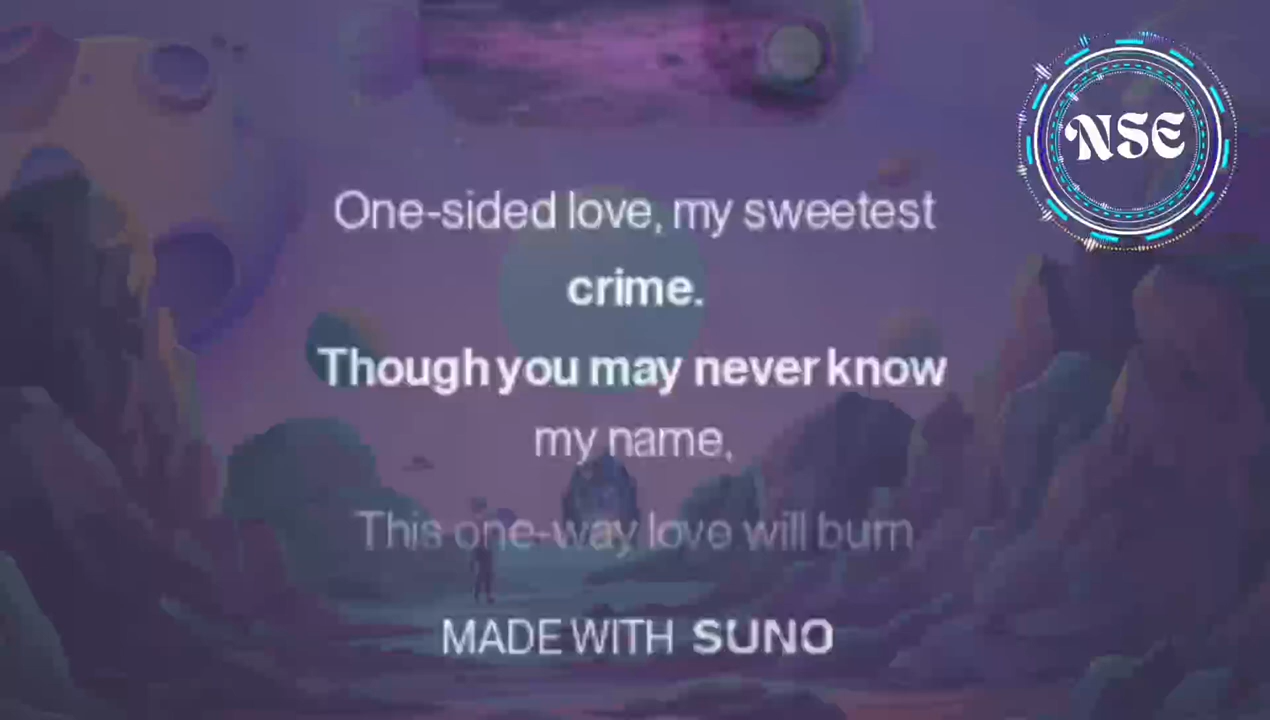 NSE
One-sided love, my sweetest
crime.
Though you may never know
my name,
This one-way love will burn
MADE WITH SUNO